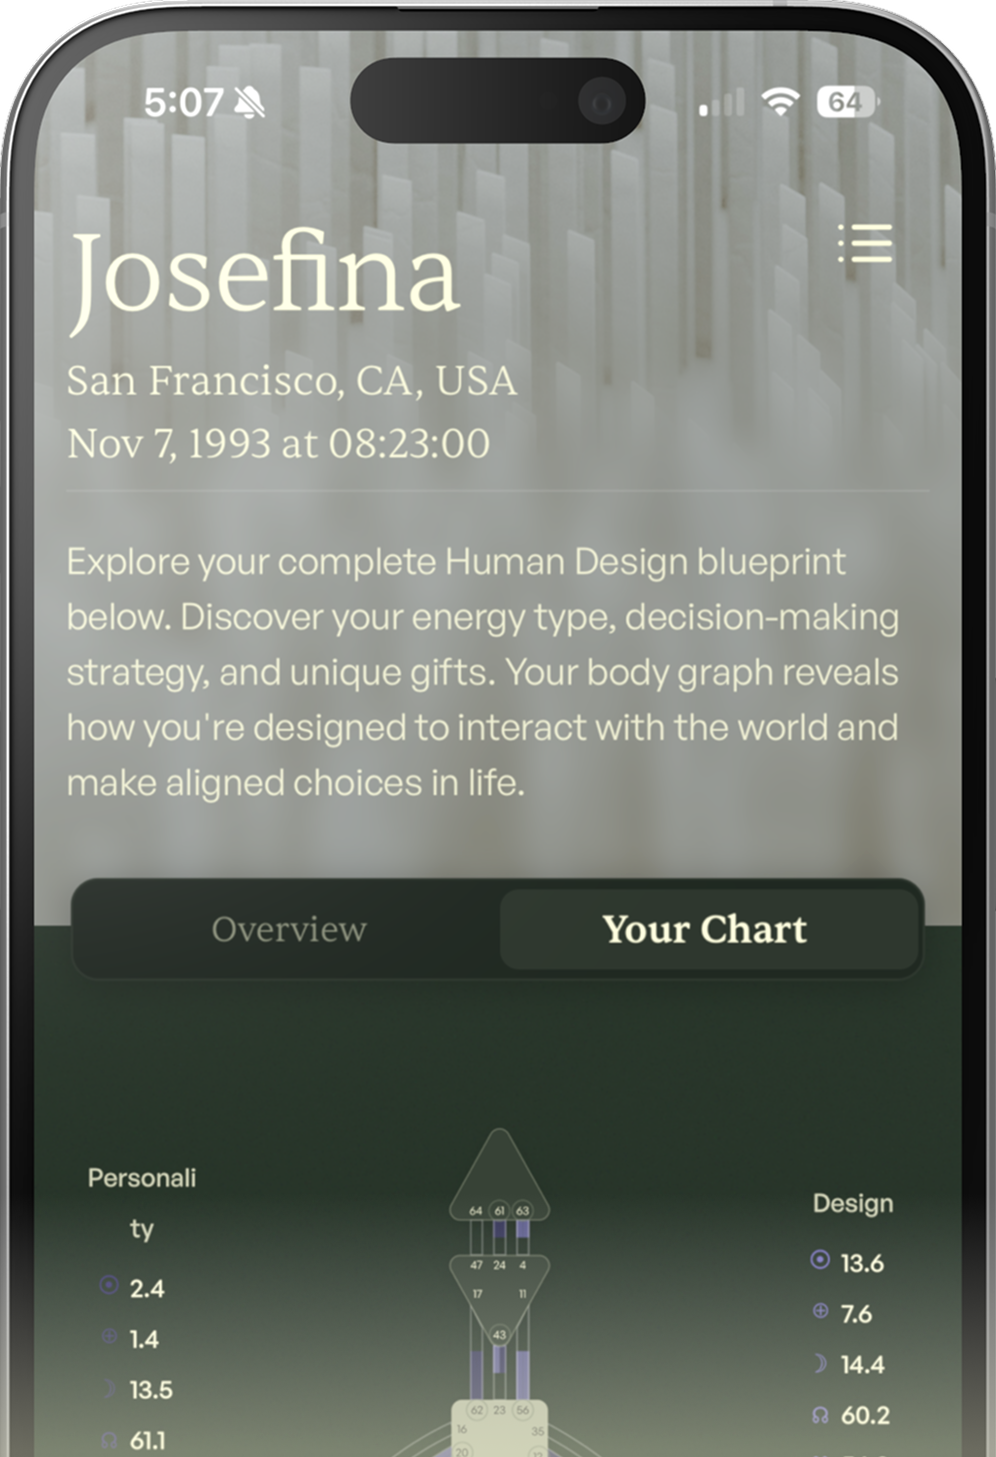 5:07
64
Josefina
San Francisco, CA, USA
Nov 7, 1993 at 08:23:00
Explore your complete Human Design blueprint
below. Discover your energy type, decision-making
strategy, and unique gifts. Your body graph reveals
how you're designed to interact with the world and
make aligned choices in life.
Overview
Your Chart
Personali
ty
2.4
1.4
13.5
61.1
64 61 63
47 24 4
17 11
43
62 23 56
16 35
20 12
Design
13.6
7.6
14.4
60.2